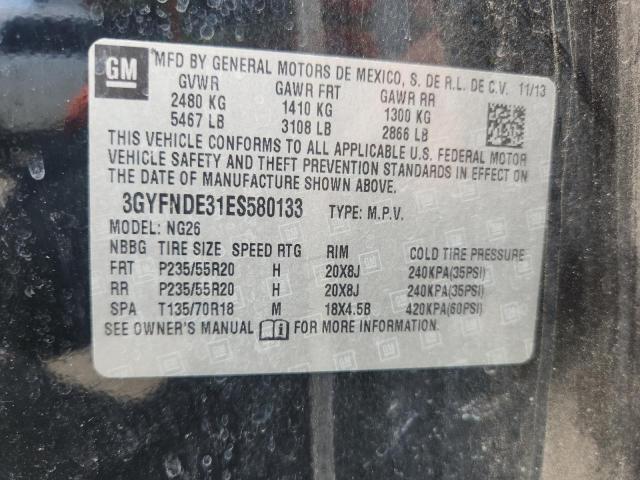 GM MFD BY GENERAL MOTORS DE MEXICO, S. DE R.L. DE C.V. 11/13
GVWR GAWR FRT GAWR RR
2480 KG 1410 KG 1300 KG
5467 LB 3108 LB 2866 LB
THIS VEHICLE CONFORMS TO ALL APPLICABLE U.S. FEDERAL MOTOR
VEHICLE SAFETY AND THEFT PREVENTION STANDARDS IN EFFECT ON
THE DATE OF MANUFACTURE SHOWN ABOVE.
3GYFNDE31ES580133 TYPE: M.P.V.
MODEL: NG26
NBBG TIRE SIZE SPEED RTG RIM COLD TIRE PRESSURE
FRT P235/55R20 H 20X8J 240KPA(35PSI)
RR P235/55R20 H 20X8J 240KPA(35PSI)
SPA T135/70R18 M 18X4.5B 420KPA(60PSI)
SEE OWNER'S MANUAL FOR MORE INFORMATION.